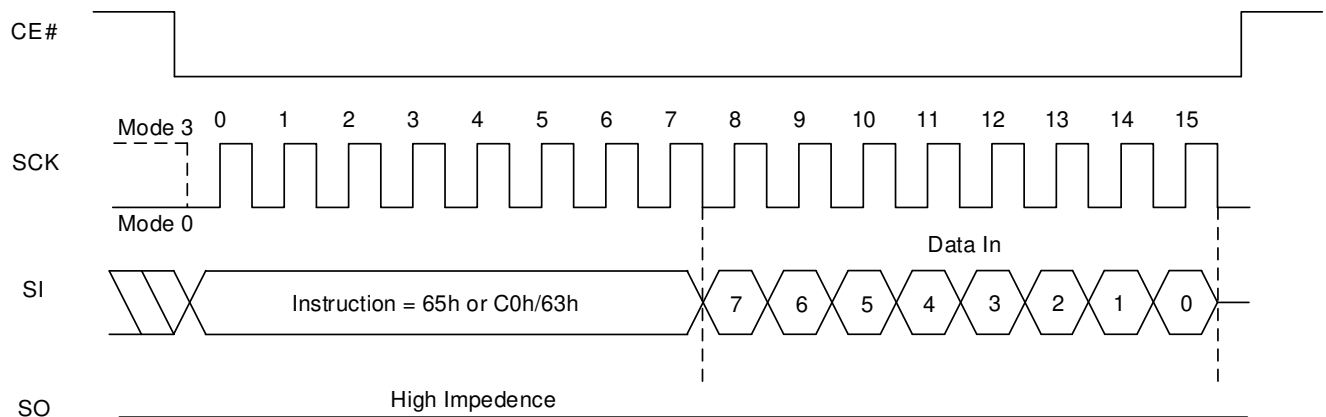 CE#
Mode 3
0 1 2 3 4 5 6 7 8 9 10 11 12 13 14 15
SCK
Mode 0
Data In
SI
Instruction = 65h or C0h/63h
7 6 5 4 3 2 1 0
High Impedence
SO